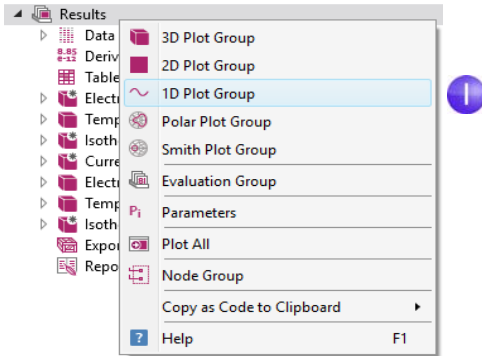 Results
Data
3D Plot Group
8.85
e-12
Deriv
2D Plot Group
Table
1D Plot Group
Electr
Polar Plot Group
Temp
Smith Plot Group
Isoth
Evaluation Group
Curre
Pi Parameters
Electr
Plot All
Temp
Node Group
Isoth
Copy as Code to Clipboard
Expor
Help F1
Repo
1